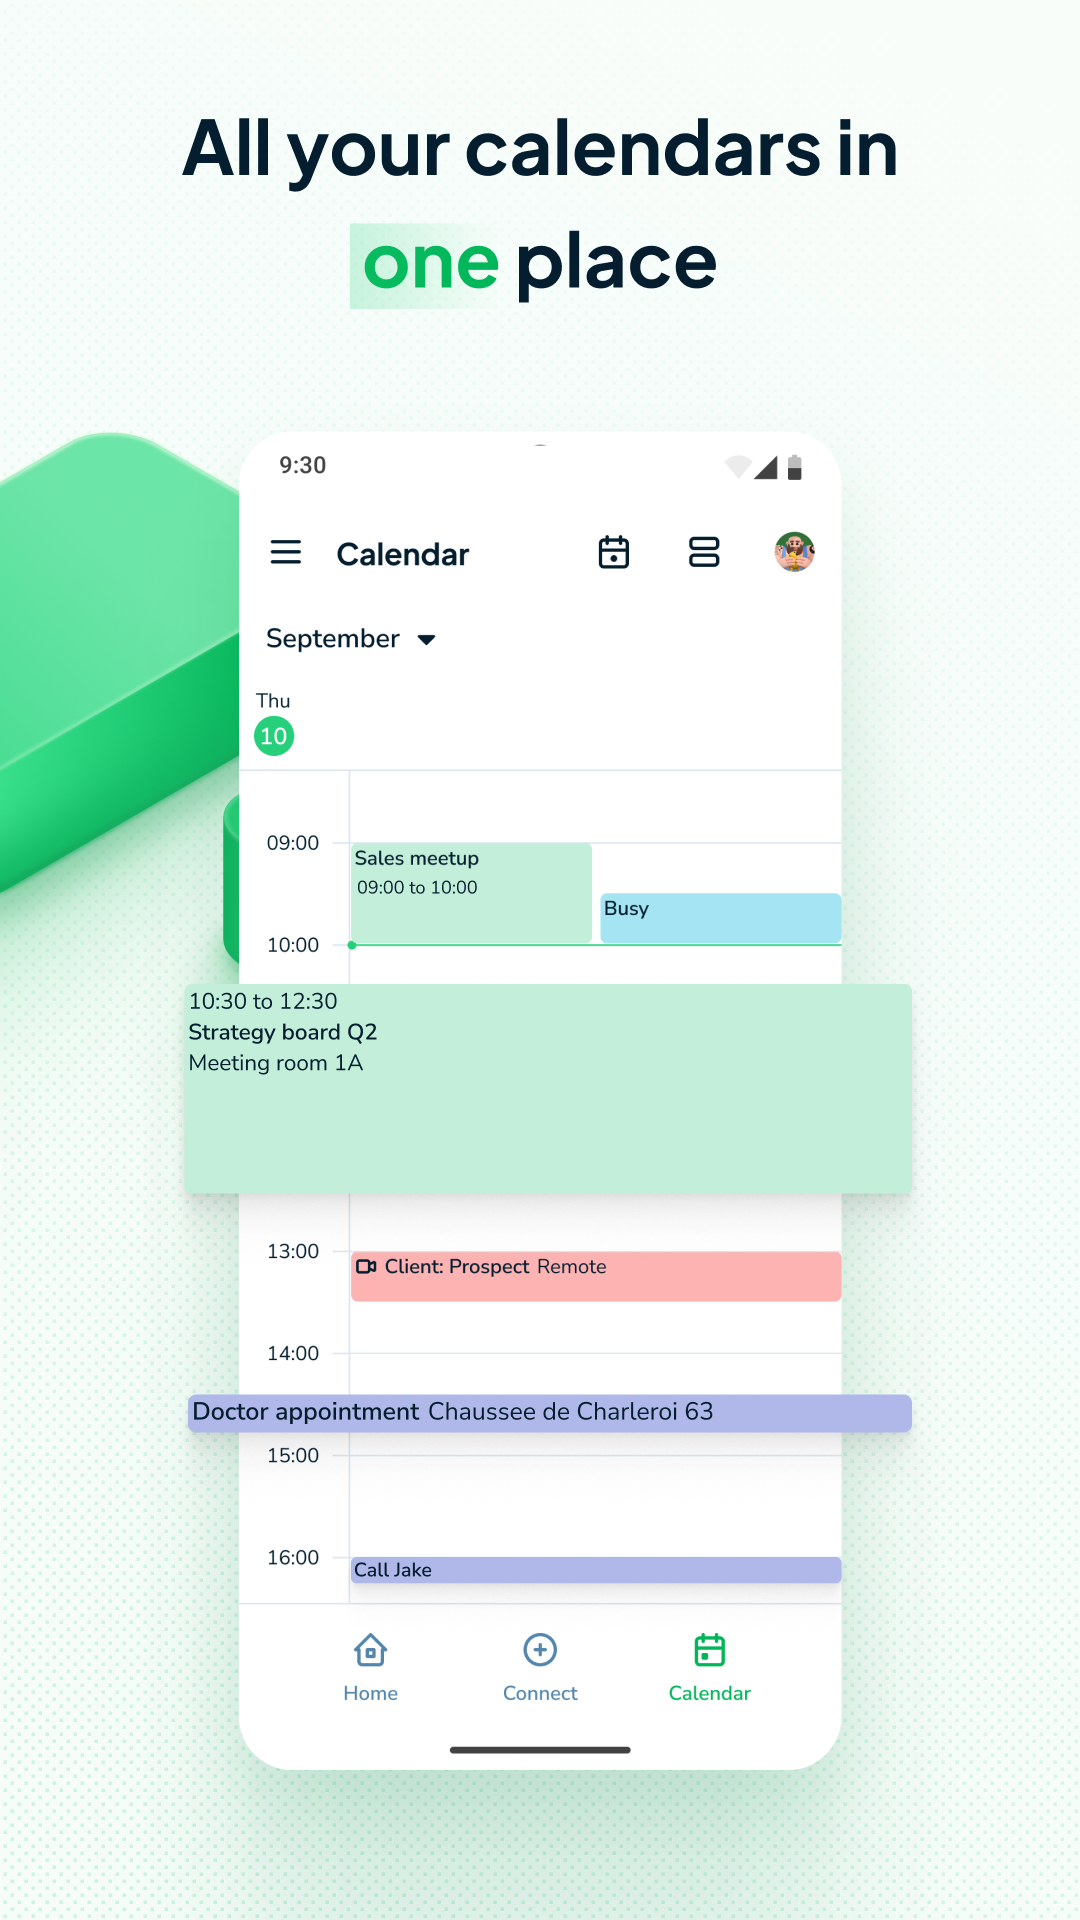 All your calendars in
one place
9:30
Calendar
September
Thu
10
09:00
Sales meetup
09:00 to 10:00
Busy
10:00
10:30 to 12:30
Strategy board Q2
Meeting room 1A
13:00
Client: Prospect Remote
14:00
Doctor appointment Chaussee de Charleroi 63
15:00
16:00
Call Jake
Home
Connect
Calendar